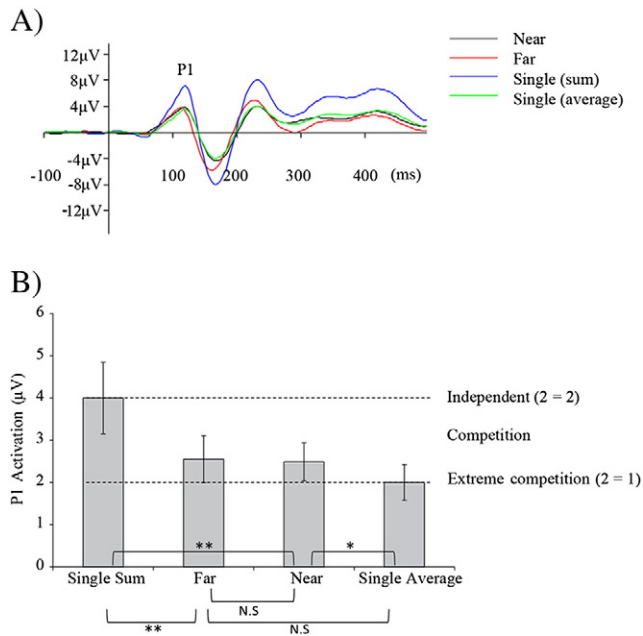 A)
12µV
8µV
4µV
-4µV
-8µV
-12µV
P1
-100
100
200
300
400
(ms)
Near
Far
Single (sum)
Single (average)
B)
P1 Activation (µV)
6
5
4
3
2
1
0
Independent (2 = 2)
Competition
Extreme competition (2 = 1)
**
*
Single Sum
Far
Near
Single Average
N.S
**
N.S